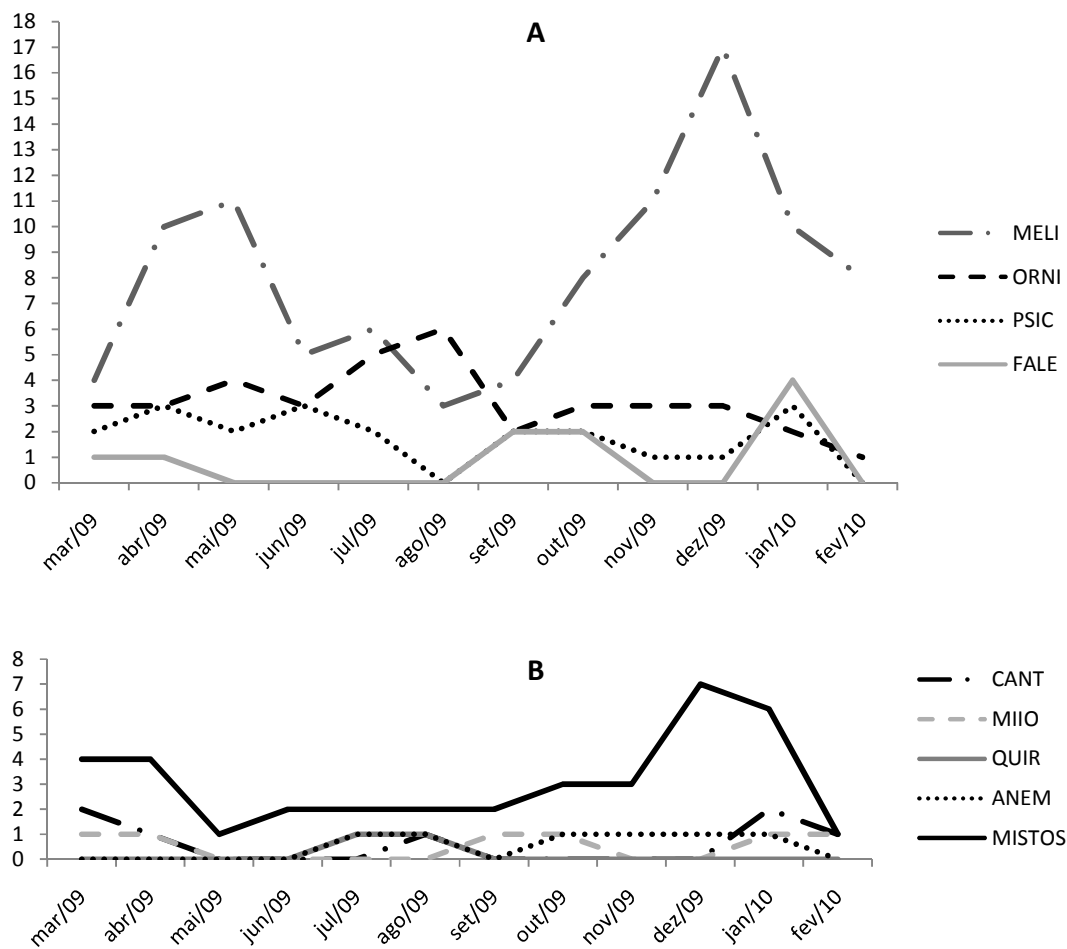 A
18
17
16
15
14
13
12
11
10
9
8
7
6
5
4
3
2
1
0
mar/09 abr/09 mai/09 jun/09 jul/09 ago/09 set/09 out/09 nov/09 dez/09 jan/10 fev/10
MELI
ORNI
PSIC
FALE
B
8
7
6
5
4
3
2
1
0
mar/09 abr/09 mai/09 jun/09 jul/09 ago/09 set/09 out/09 nov/09 dez/09 jan/10 fev/10
CANT
MIIO
QUIR
ANEM
MISTOS